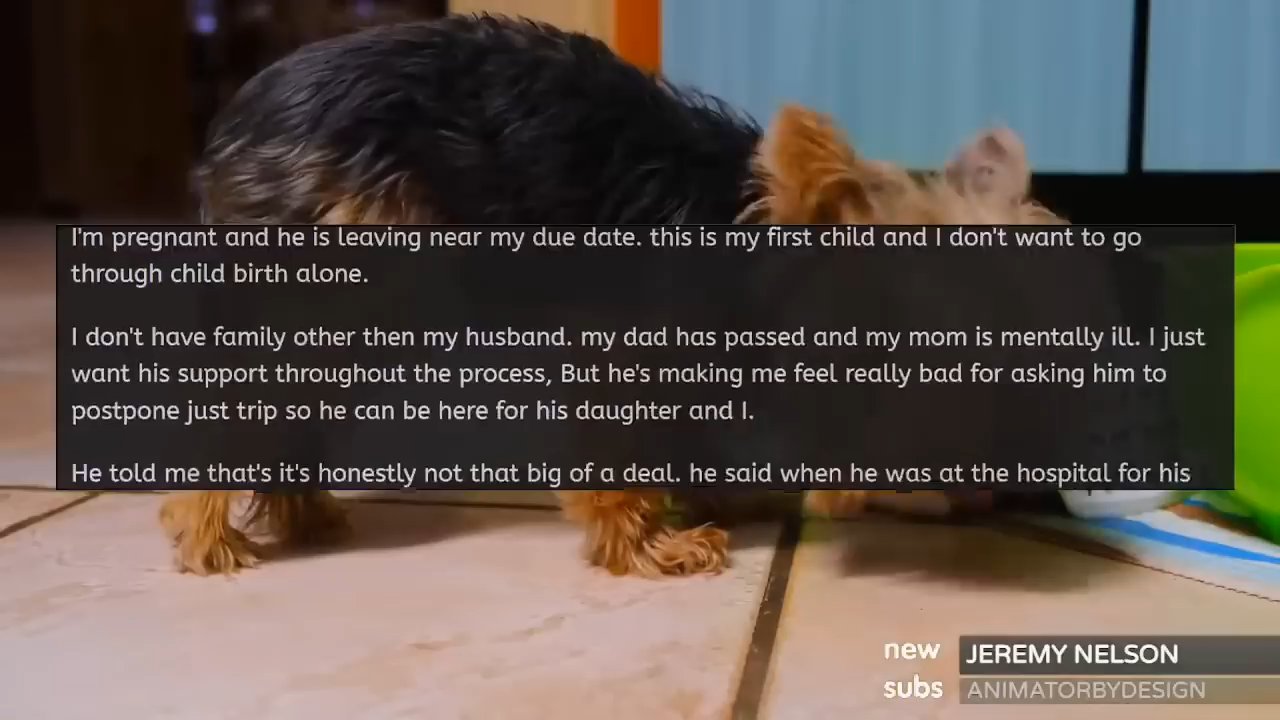 I'm pregnant and he is leaving near my due date. this is my first child and I don't want to go
through child birth alone.
I don't have family other then my husband. my dad has passed and my mom is mentally ill. I just
want his support throughout the process, But he's making me feel really bad for asking him to
postpone just trip so he can be here for his daughter and I.
He told me that's it's honestly not that big of a deal. he said when he was at the hospital for his
new JEREMY NELSON
subs ANIMATORBYDESIGN